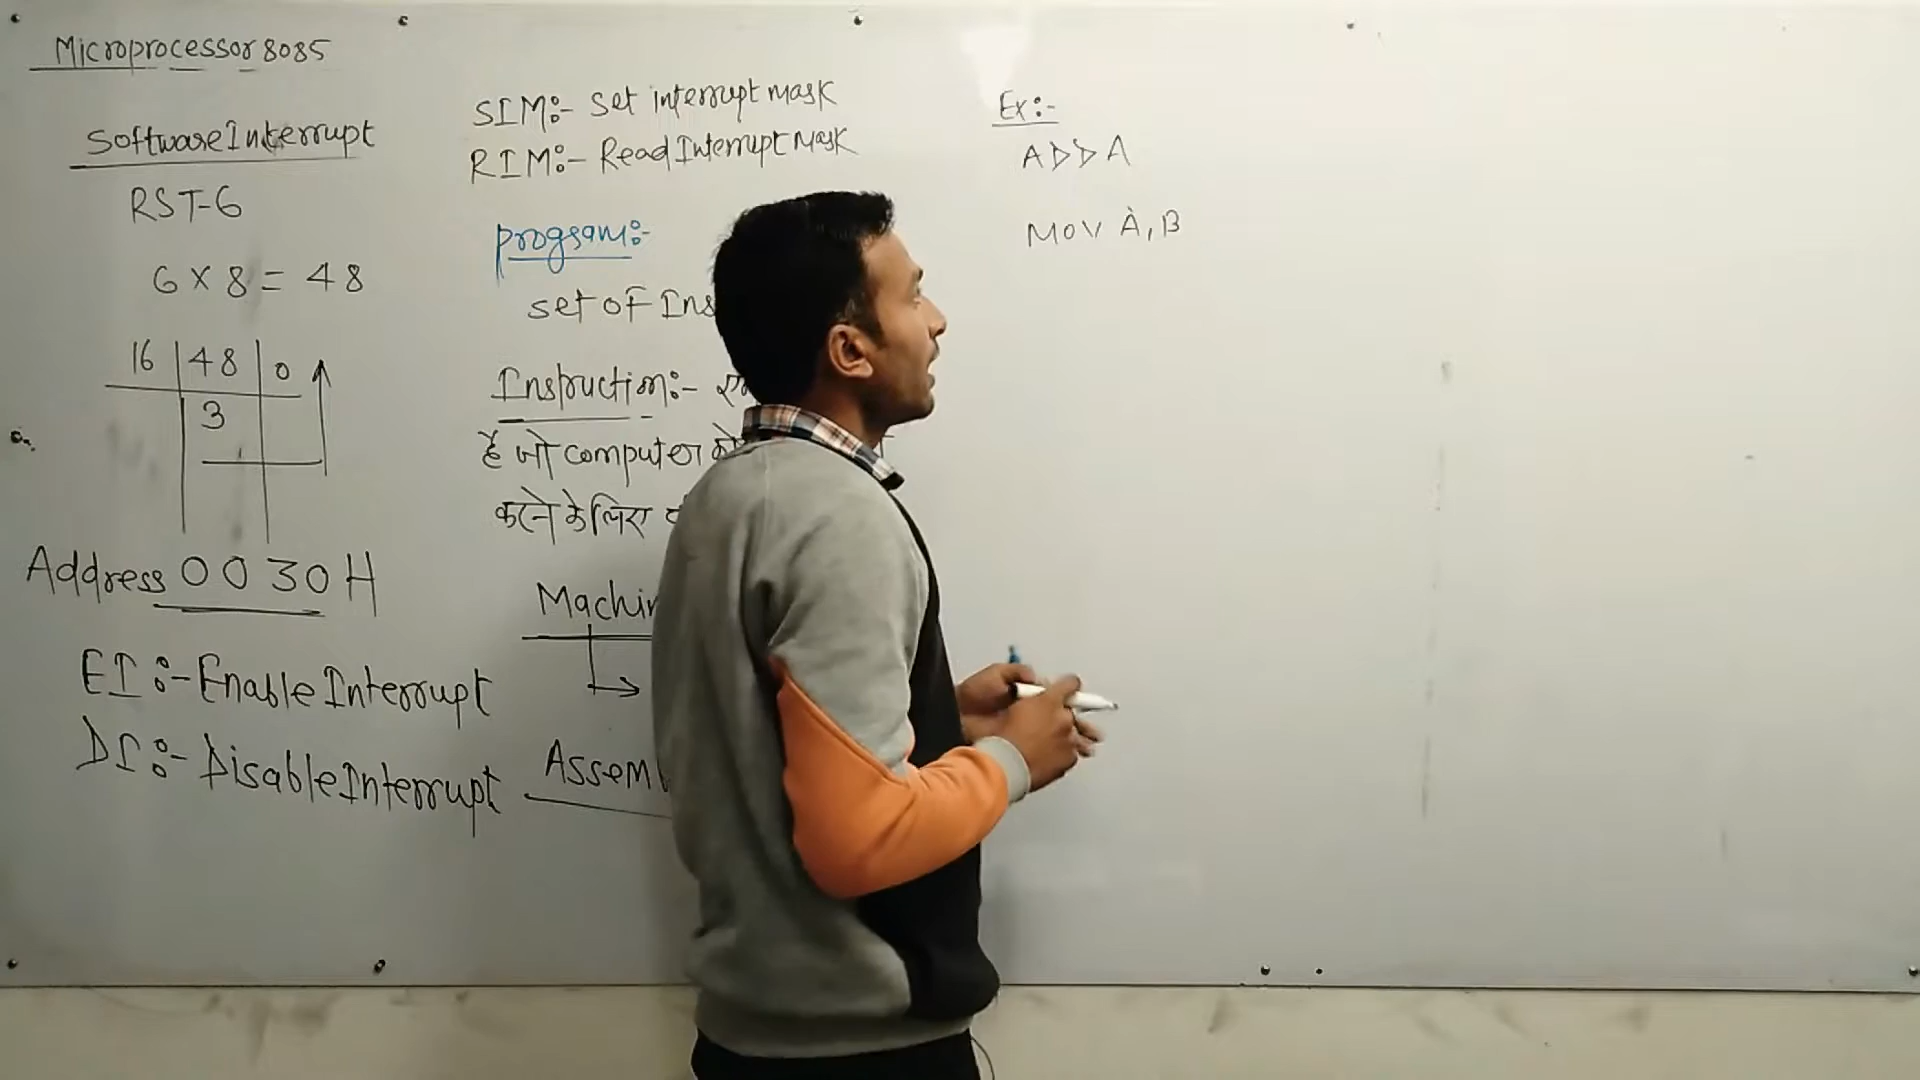 Microprocessor 8085
Software Interrupt
RST-6
6 × 8 = 48
16 48 0
3
Address 0030H
EI :- Enable Interrupt
DI :- Disable Interrupt
SIM :- Set interrupt mask
RIM :- Read Interrupt Mask
program :-
set of Ins
Instruction :-
है जो computer को
करने के लिए
Machin
Assem
Ex :-
ADD A
MOV A, B